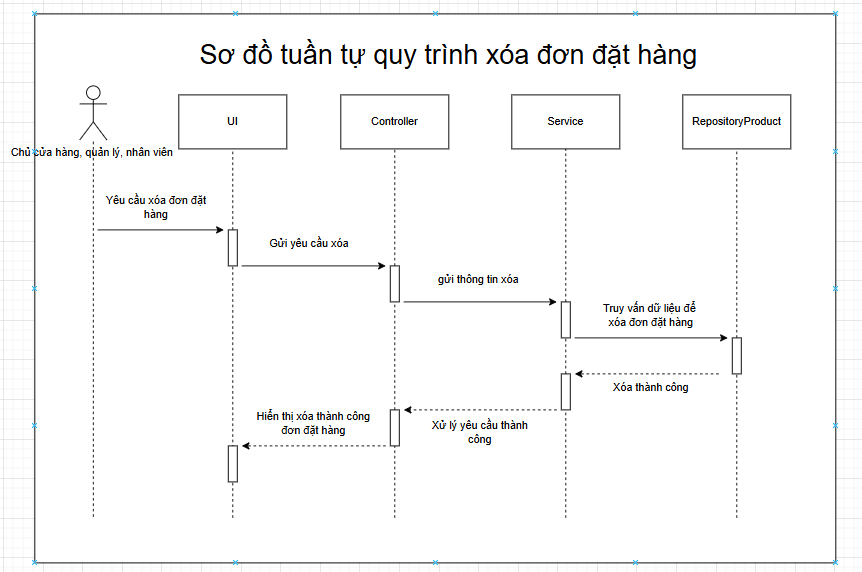 Sơ đồ tuần tự quy trình xóa đơn đặt hàng
UI
Controller
Service
RepositoryProduct
Chủ cửa hàng, quản lý, nhân viên
Yêu cầu xóa đơn đặt
hàng
Gửi yêu cầu xóa
gửi thông tin xóa
Truy vấn dữ liệu để
xóa đơn đặt hàng
Xóa thành công
Xử lý yêu cầu thành
công
Hiển thị xóa thành công
đơn đặt hàng